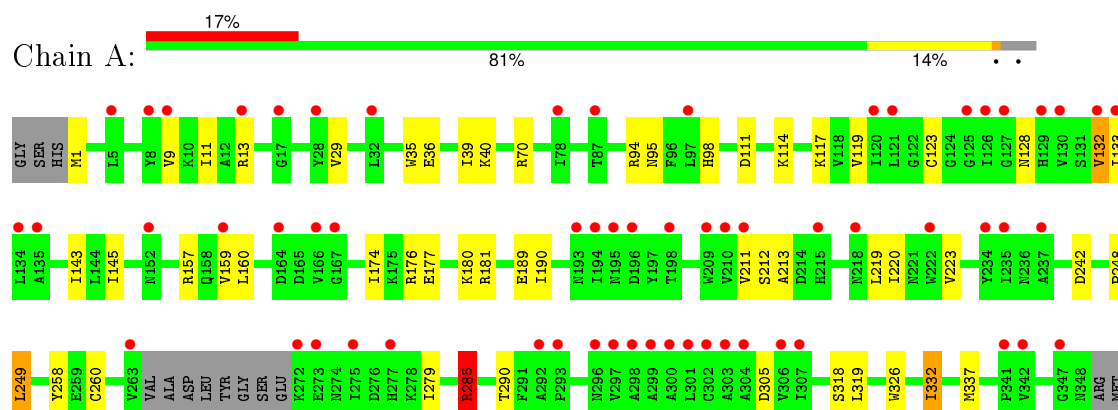 17%
Chain A:
81% 14% • •
GLY SER HIS M1 L5 Y8 V9 K10 I11 A12 R13 G17 Y28 V29 L32 W35 E36 I39 K40 R70 I78 T87 R94 N95 F96 L97 H98 D111 K114 K117 V118 V119 I120 L121 G122 C123 G124 G125 I126 G127 N128 H129 V130 S131 V132
L134 A135 I143 L144 I145 N152 R157 Q158 V159 L160 D164 D165 V166 G167 I174 K175 R176 E177 K180 R181 E189 I190 N193 I194 N195 D196 Y197 T198 W209 V210 V211 S212 A213 D214 H215 N218 L219 I220 N221 W222 V223 Y234 I235 N236 A237 D242
L249 Y258 E259 C260 V263 VAL ALA ASP LEU TYR GLY SER GLU K272 E273 N274 I275 D276 H277 K278 I279 R285 T290 F291 A292 P293 N296 V297 A298 A299 A300 L301 C302 A303 A304 D305 V306 I307 S318 L319 W326 I332 M337 P341 V342 G347 N348 ARG